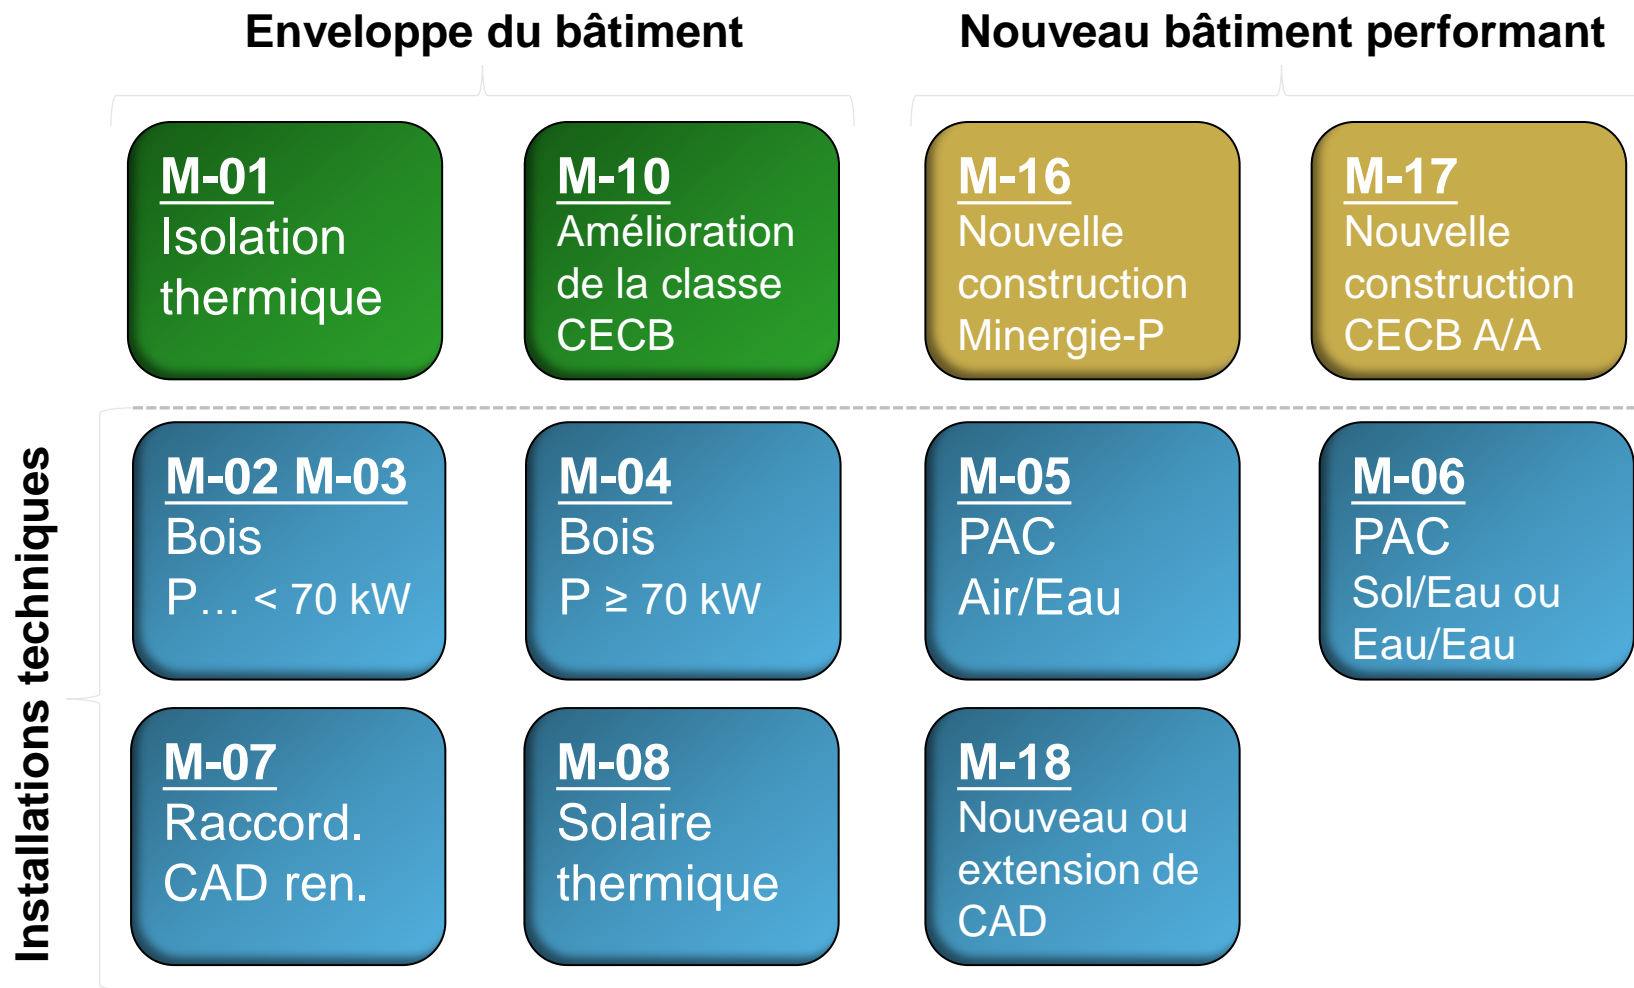 Enveloppe du bâtiment
Nouveau bâtiment performant
M-01
Isolation
thermique
M-10
Amélioration
de la classe
CECB
M-16
Nouvelle
construction
Minergie-P
M-17
Nouvelle
construction
CECB A/A
Installations techniques
M-02 M-03
Bois
P... < 70 kW
M-04
Bois
P ≥ 70 kW
M-05
PAC
Air/Eau
M-06
PAC
Sol/Eau ou
Eau/Eau
M-07
Raccord.
CAD ren.
M-08
Solaire
thermique
M-18
Nouveau ou
extension de
CAD